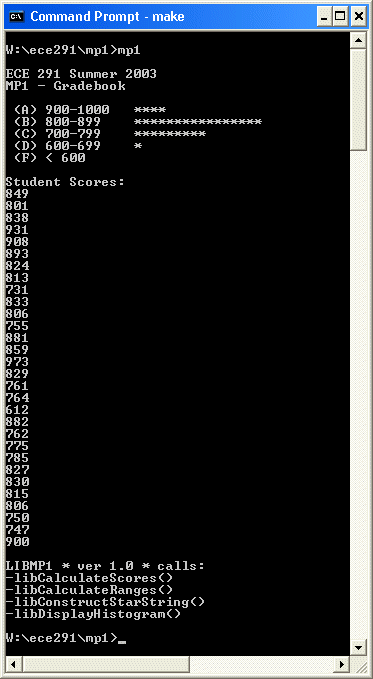 Command Prompt - make
W:\ece291\mp1>mp1
ECE 291 Summer 2003
MP1 - Gradebook
(A) 900-1000 ****
(B) 800-899 ****************
(C) 700-799 *********
(D) 600-699 *
(F) < 600
Student Scores:
849
801
838
931
908
893
824
813
731
833
806
755
881
859
973
829
761
764
612
882
762
775
785
827
830
815
806
750
747
900
LIBMP1 * ver 1.0 * calls:
-libCalculateScores()
-libCalculateRanges()
-libConstructStarString()
-libDisplayHistogram()
W:\ece291\mp1>_